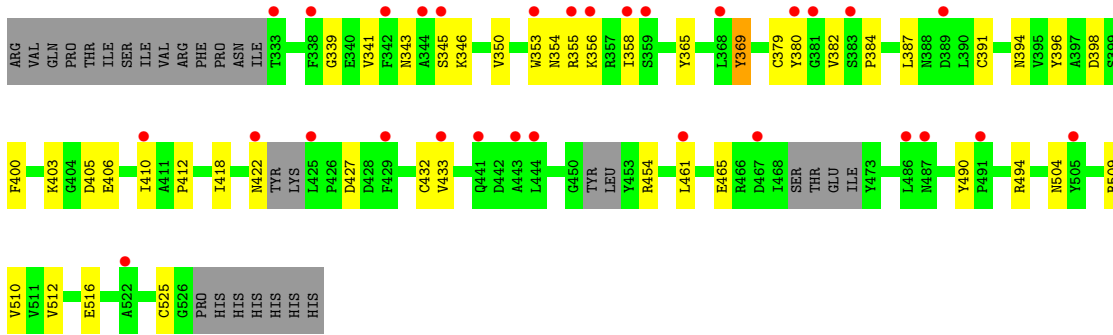 ARG VAL GLN PRO THR ILE SER ILE VAL ARG PHE PRO ASN ILE T333 F338 G339 E340 V341 F342 N343 A344 S345 K346 V350 W353 N354 R355 K356 R357 I358 S359 Y365 L368 Y369 C379 Y380 G381 V382 S383 P384 L387 N388 D389 L390 C391 N394 V395 Y396 A397 D398 S399
F400 K403 G404 D405 E406 I410 A411 P412 I418 N422 TYR LYS L425 P426 D427 D428 F429 C432 V433 Q441 D442 A443 L444 G450 TYR LEU Y453 R454 L461 E465 R466 D467 I468 SER THR GLU ILE Y473 L486 N487 Y490 P491 R494 N504 Y505 R509
V510 V511 V512 E516 A522 C525 G526 PRO HIS HIS HIS HIS HIS HIS